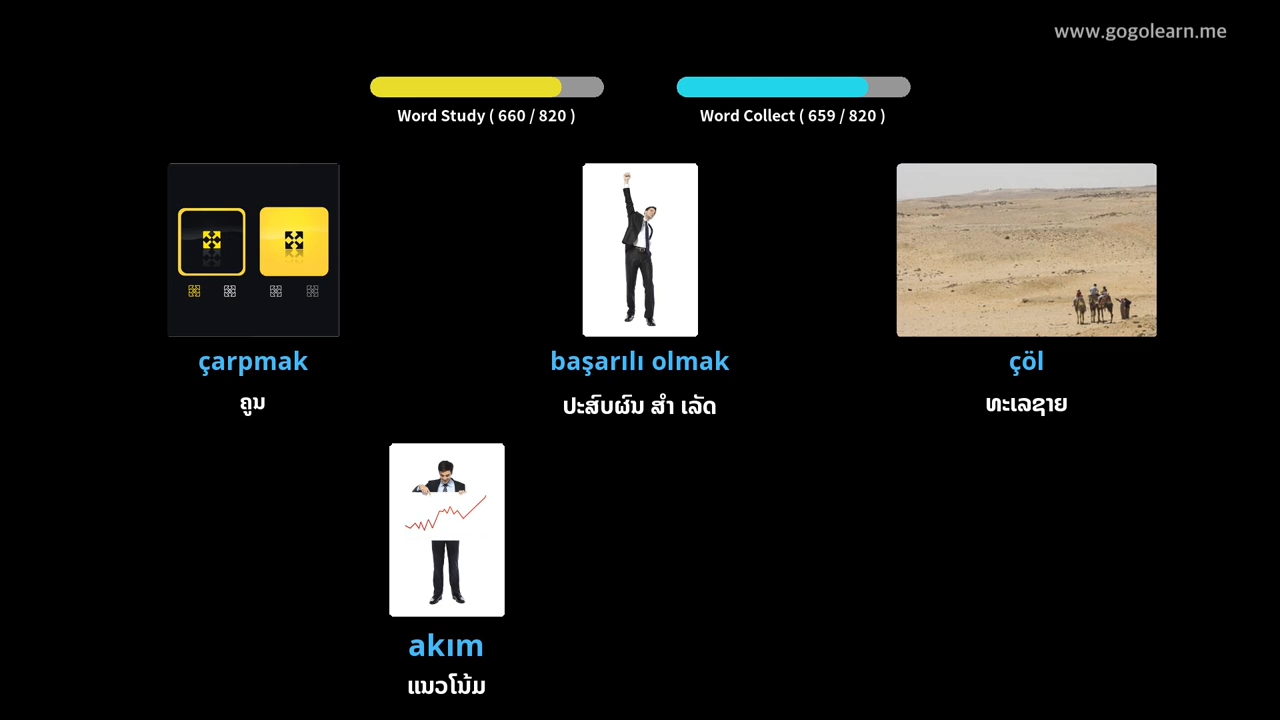 www.gogolearn.me
Word Study ( 660 / 820 )
Word Collect ( 659 / 820 )
çarpmak
ຄູນ
başarılı olmak
ປະສົບຜົນ ສໍາ ເລັດ
çöl
ທະເລຊາຍ
akım
ແນວໂນ້ມ